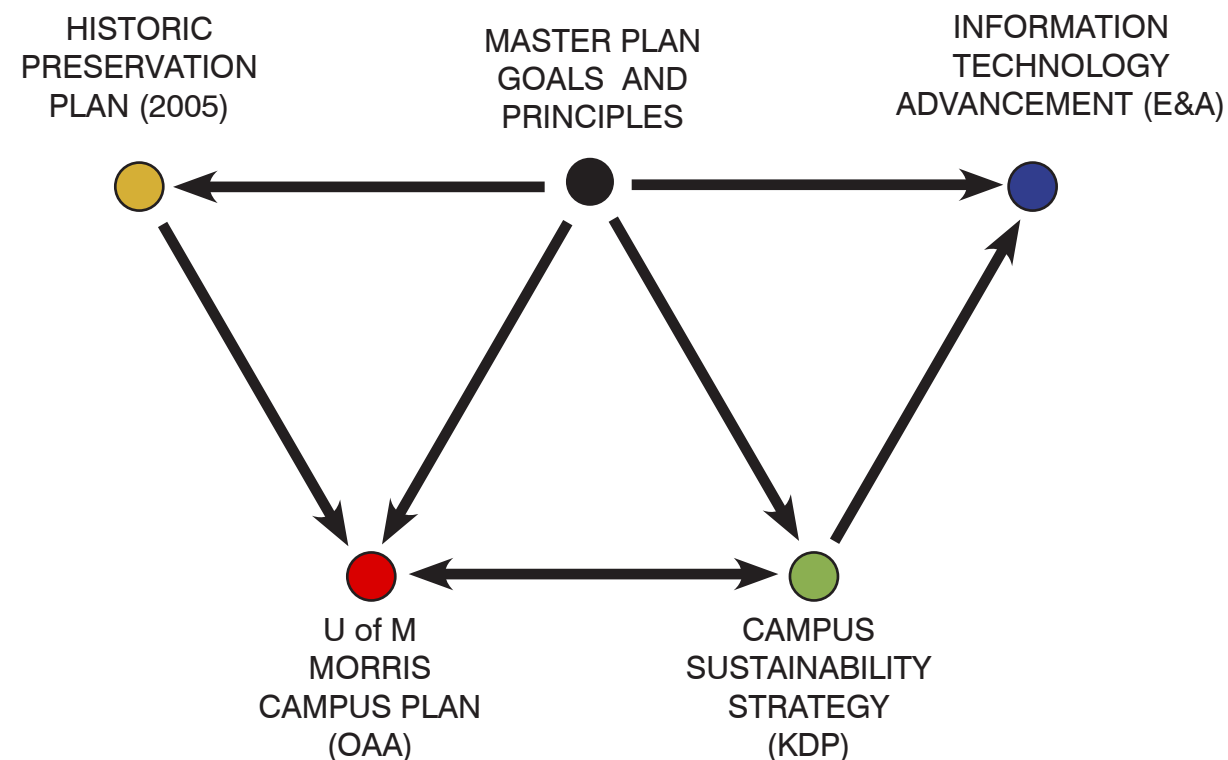 HISTORIC
PRESERVATION
PLAN (2005)
MASTER PLAN
GOALS AND
PRINCIPLES
INFORMATION
TECHNOLOGY
ADVANCEMENT (E&A)
U of M
MORRIS
CAMPUS PLAN
(OAA)
CAMPUS
SUSTAINABILITY
STRATEGY
(KDP)